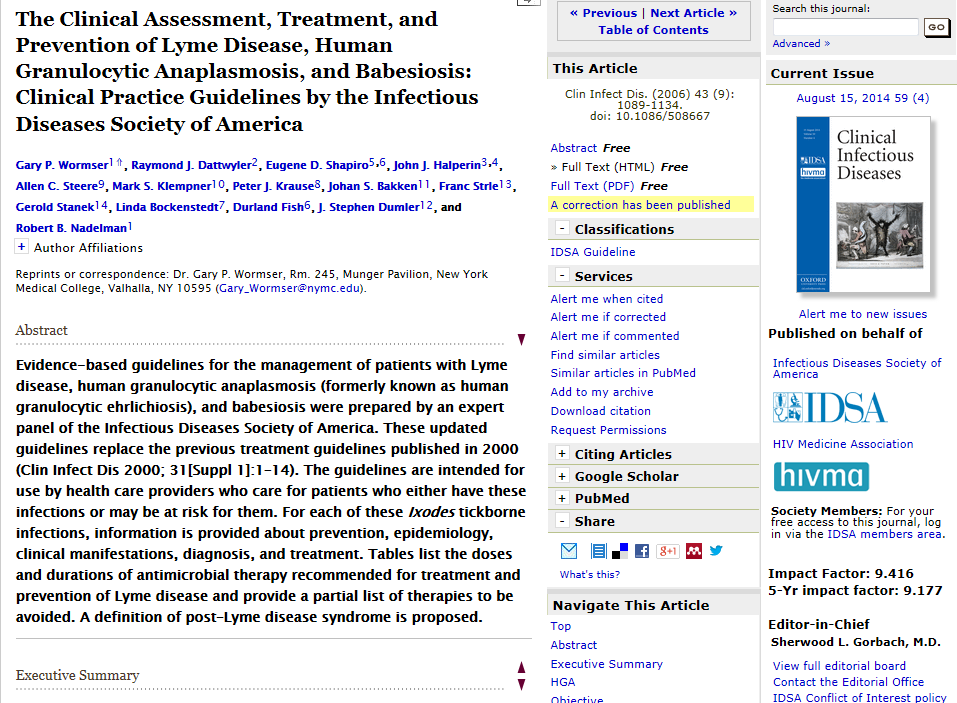 The Clinical Assessment, Treatment, and
Prevention of Lyme Disease, Human
Granulocytic Anaplasmosis, and Babesiosis:
Clinical Practice Guidelines by the Infectious
Diseases Society of America
Gary P. Wormser1⇑, Raymond J. Dattwyler2, Eugene D. Shapiro5,6, John J. Halperin3,4,
Allen C. Steere9, Mark S. Klempner10, Peter J. Krause8, Johan S. Bakken11, Franc Strle13,
Gerold Stanek14, Linda Bockenstedt7, Durland Fish6, J. Stephen Dumler12, and
Robert B. Nadelman1
+ Author Affiliations
Reprints or correspondence: Dr. Gary P. Wormser, Rm. 245, Munger Pavilion, New York
Medical College, Valhalla, NY 10595 (Gary_Wormser@nymc.edu).
Abstract
Evidence-based guidelines for the management of patients with Lyme
disease, human granulocytic anaplasmosis (formerly known as human
granulocytic ehrlichiosis), and babesiosis were prepared by an expert
panel of the Infectious Diseases Society of America. These updated
guidelines replace the previous treatment guidelines published in 2000
(Clin Infect Dis 2000; 31[Suppl 1]:1-14). The guidelines are intended for
use by health care providers who care for patients who either have these
infections or may be at risk for them. For each of these Ixodes tickborne
infections, information is provided about prevention, epidemiology,
clinical manifestations, diagnosis, and treatment. Tables list the doses
and durations of antimicrobial therapy recommended for treatment and
prevention of Lyme disease and provide a partial list of therapies to be
avoided. A definition of post-Lyme disease syndrome is proposed.
Executive Summary
« Previous | Next Article »
Table of Contents
This Article
Clin Infect Dis. (2006) 43 (9):
1089-1134.
doi: 10.1086/508667
Abstract Free
» Full Text (HTML) Free
Full Text (PDF) Free
A correction has been published
- Classifications
IDSA Guideline
- Services
Alert me when cited
Alert me if corrected
Alert me if commented
Find similar articles
Similar articles in PubMed
Add to my archive
Download citation
Request Permissions
+ Citing Articles
+ Google Scholar
+ PubMed
- Share
g+1
What's this?
Navigate This Article
Top
Abstract
Executive Summary
HGA
Objective
Search this journal:
GO
Advanced »
Current Issue
August 15, 2014 59 (4)
Clinical
Infectious
Diseases
IDSA
hivma
OXFORD
Alert me to new issues
Published on behalf of
Infectious Diseases Society of
America
IDSA
HIV Medicine Association
hivma
Society Members: For your
free access to this journal, log
in via the IDSA members area.
Impact Factor: 9.416
5-Yr impact factor: 9.177
Editor-in-Chief
Sherwood L. Gorbach, M.D.
View full editorial board
Contact the Editorial Office
IDSA Conflict of Interest policy